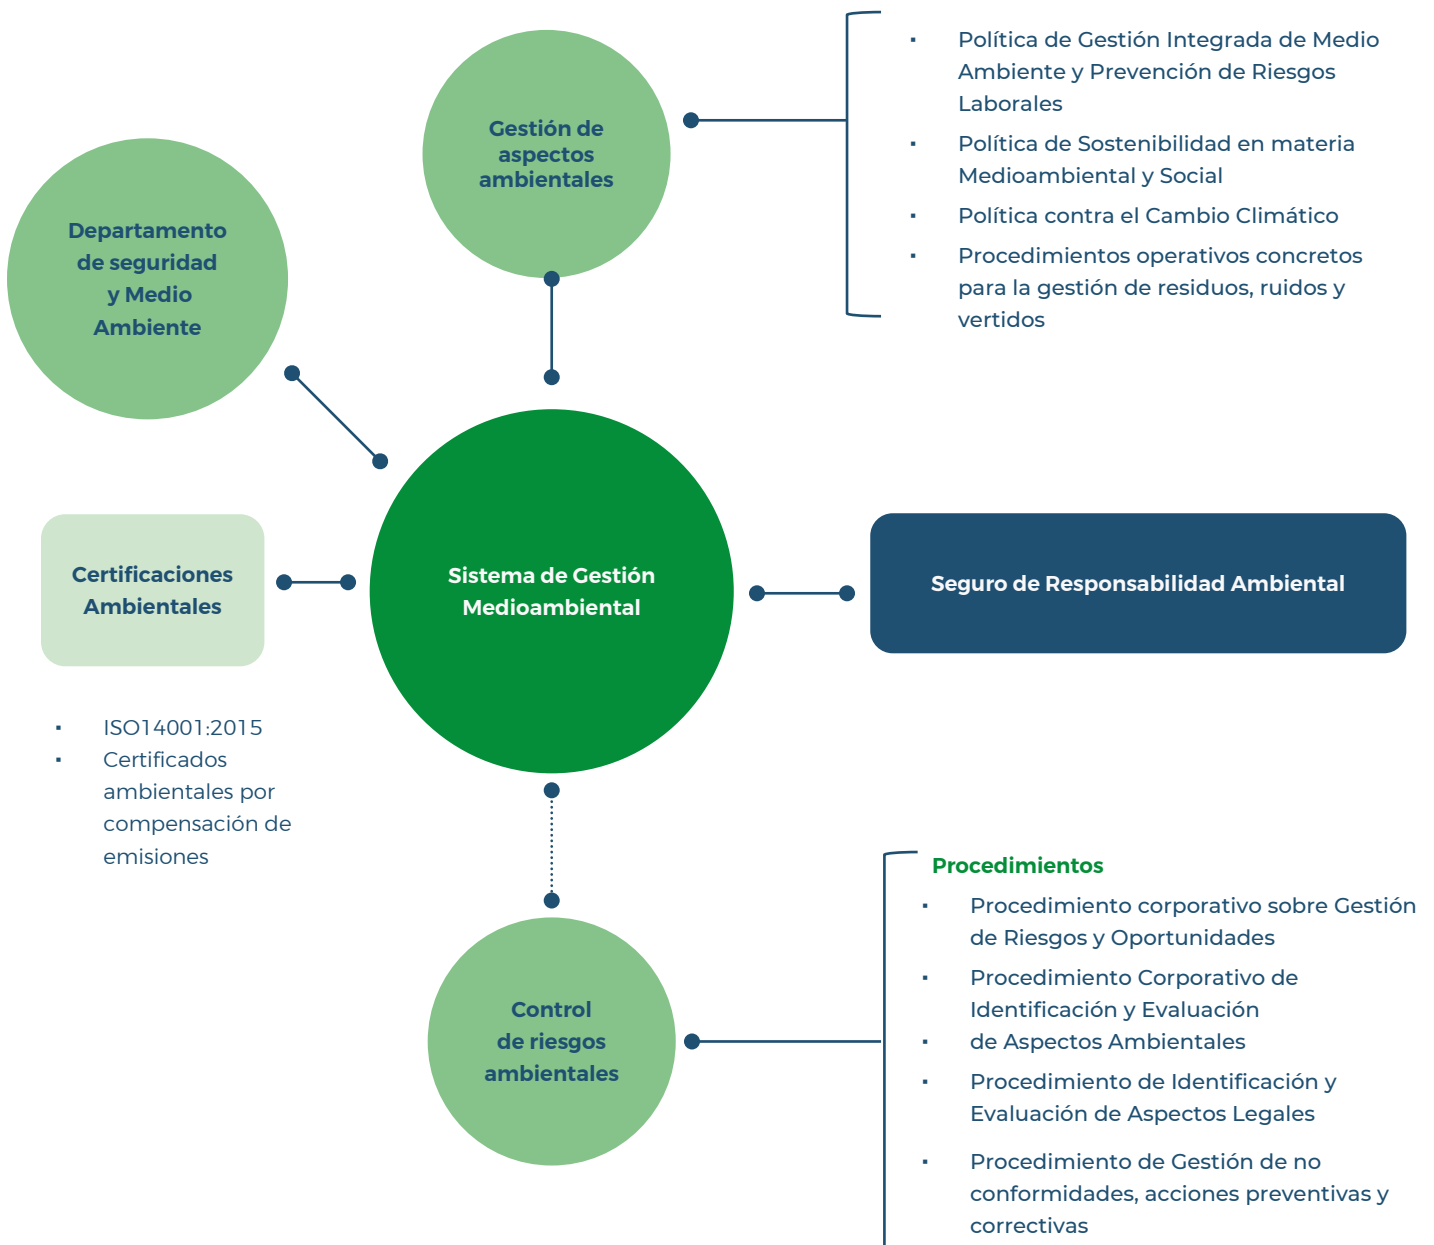 Gestión de
aspectos
ambientales
▪ Política de Gestión Integrada de Medio
Ambiente y Prevención de Riesgos
Laborales
▪ Política de Sostenibilidad en materia
Medioambiental y Social
▪ Política contra el Cambio Climático
▪ Procedimientos operativos concretos
para la gestión de residuos, ruidos y
vertidos
Departamento
de seguridad
y Medio
Ambiente
Certificaciones
Ambientales
Sistema de Gestión
Medioambiental
Seguro de Responsabilidad Ambiental
▪ ISO14001:2015
▪ Certificados
ambientales por
compensación de
emisiones
Control
de riesgos
ambientales
Procedimientos
▪ Procedimiento corporativo sobre Gestión
de Riesgos y Oportunidades
▪ Procedimiento Corporativo de
Identificación y Evaluación
▪ de Aspectos Ambientales
▪ Procedimiento de Identificación y
Evaluación de Aspectos Legales
▪ Procedimiento de Gestión de no
conformidades, acciones preventivas y
correctivas